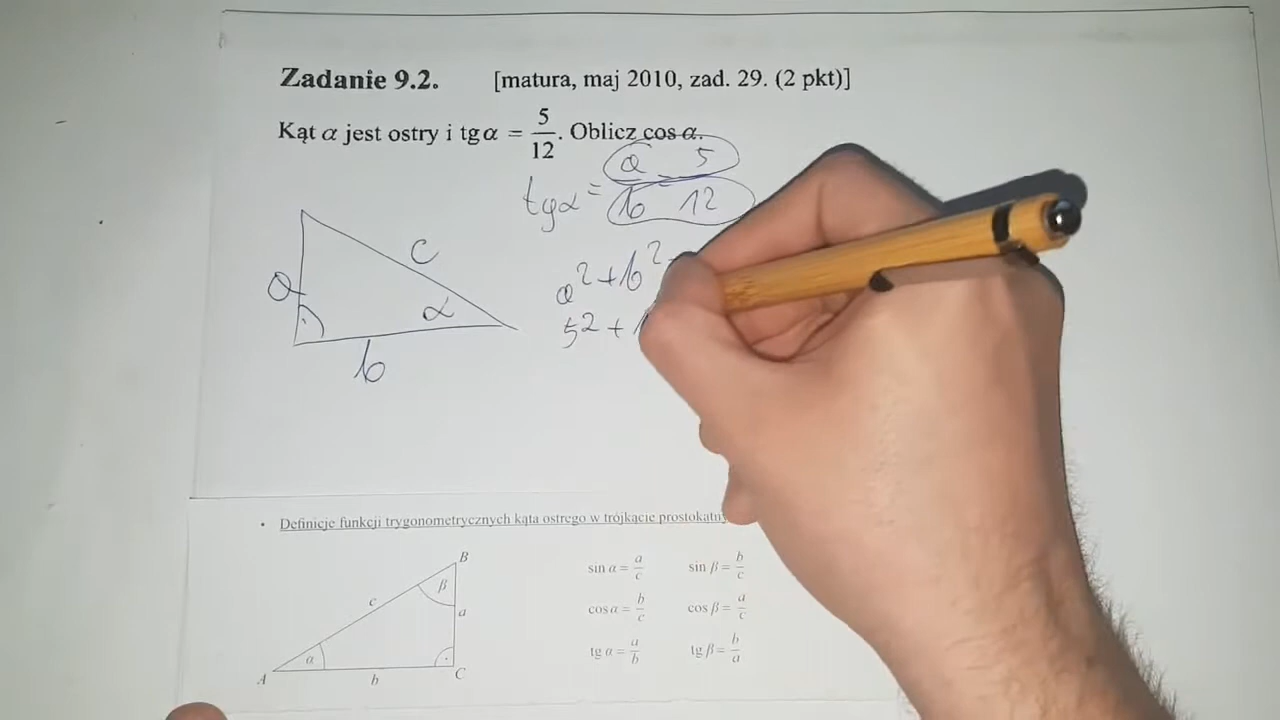 Zadanie 9.2. [matura, maj 2010, zad. 29. (2 pkt)]
Kąt α jest ostry i tgα = 5/12. Oblicz cos α.
tgα = a/b = 5/12
c
a
α
b
a² + b²
5² +
• Definicje funkcji trygonometrycznych kąta ostrego w trójkącie
B
β
c
a
α
A
b
C
sin α = a/c sin β = b/c
cos α = b/c cos β = a/c
tg α = a/b tg β = b/a